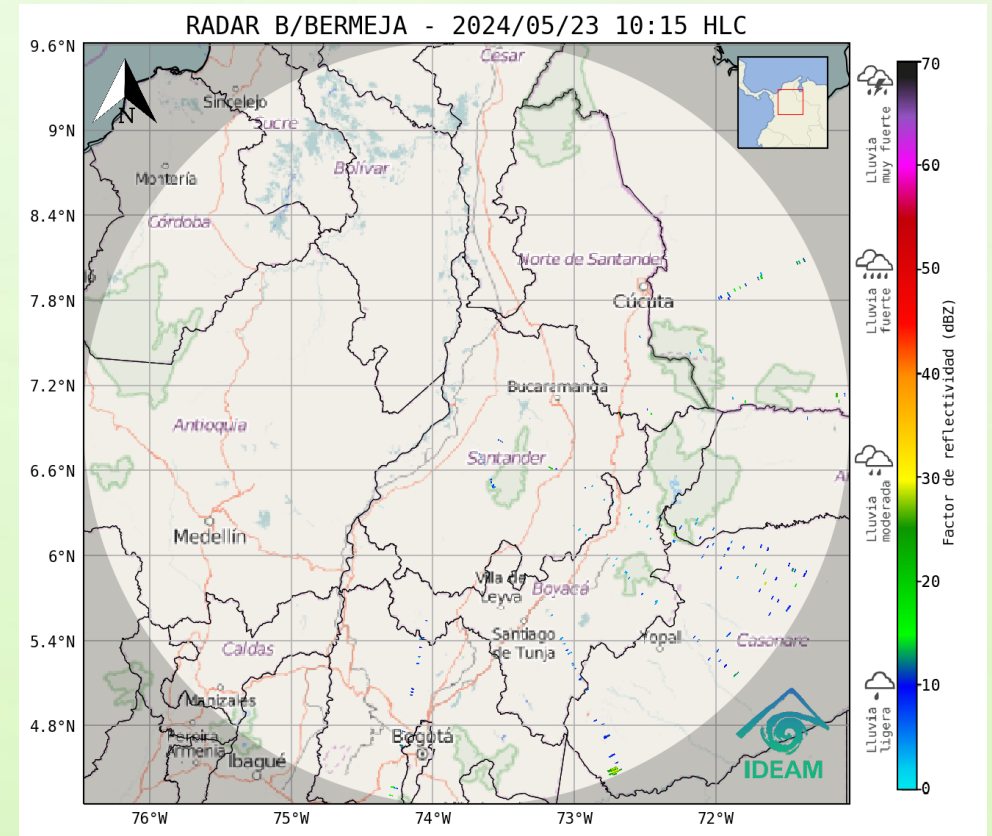 RADAR B/BERMEJA - 2024/05/23 10:15 HLC
9.6°N
9°N
8.4°N
7.8°N
7.2°N
6.6°N
6°N
5.4°N
4.8°N
76°W
75°W
74°W
73°W
72°W
N
Cesar
Sincelejo
Sucre
Bolívar
Montería
Córdoba
Norte de Santander
Cúcuta
Bucaramanga
Antioquia
Santander
Medellín
Villa de
Leyva
Boyacá
Santiago
de Tunja
Yopal
Casanare
Caldas
Manizales
Pereira
Armenia
Ibagué
Bogotá
IDEAM
70
60
50
40
30
20
10
0
Factor de reflectividad (dBZ)
Lluvia
muy fuerte
Lluvia
fuerte
Lluvia
moderada
Lluvia
ligera